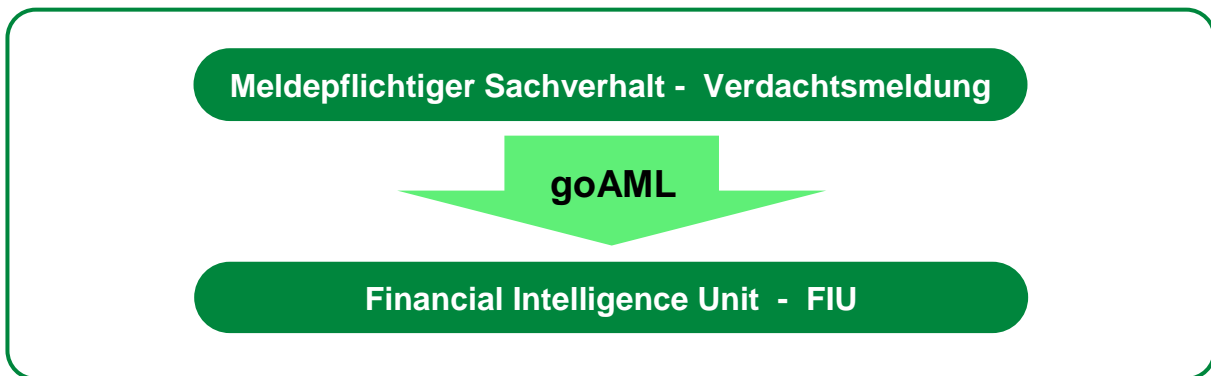 Meldepflichtiger Sachverhalt - Verdachtsmeldung
goAML
Financial Intelligence Unit - FIU